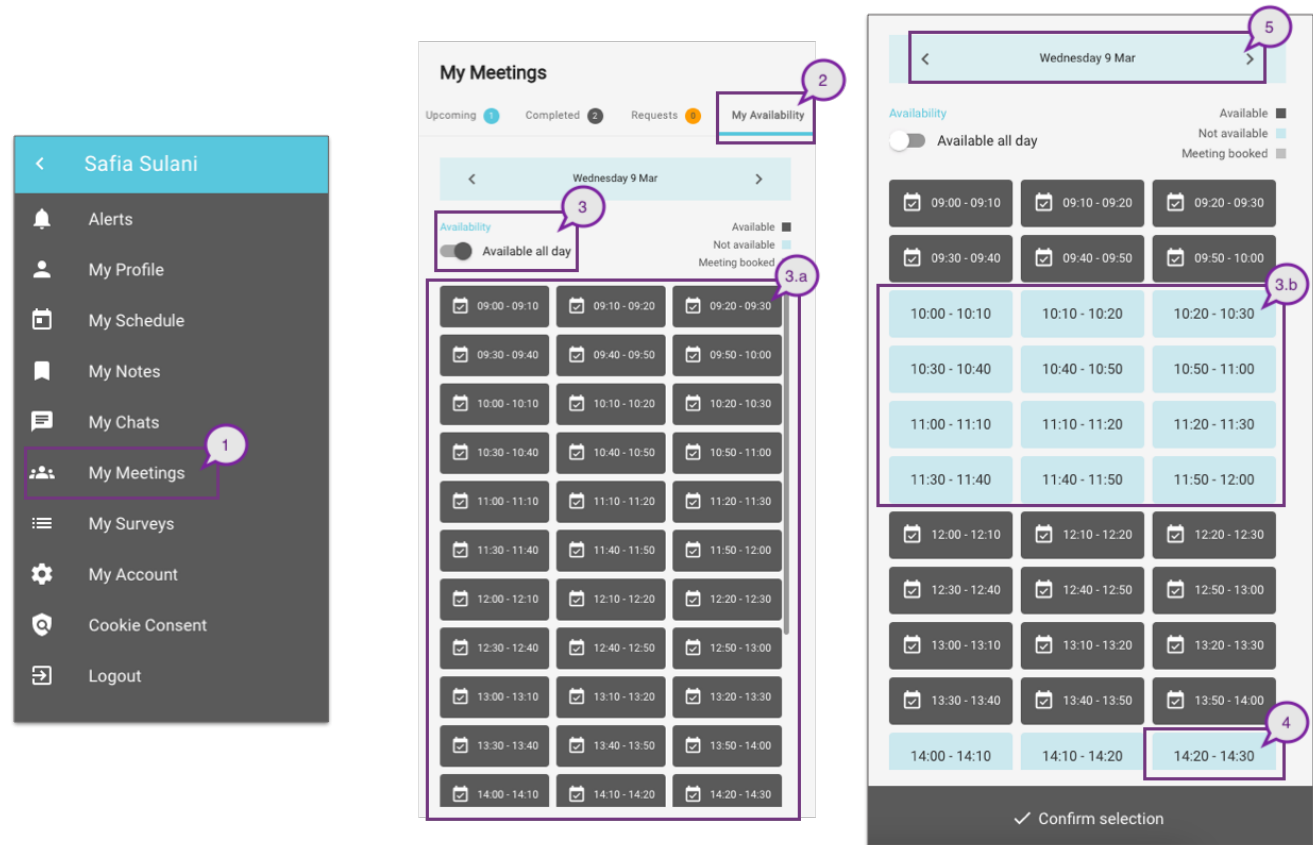 Safia Sulani
Alerts
My Profile
My Schedule
My Notes
My Chats
1
My Meetings
My Surveys
My Account
Cookie Consent
Logout
My Meetings
2
Upcoming 1 Completed 2 Requests 0 My Availability
Wednesday 9 Mar
3
Availability
Available all day
Available
Not available
Meeting booked
3.a
09:00 - 09:10 09:10 - 09:20 09:20 - 09:30
09:30 - 09:40 09:40 - 09:50 09:50 - 10:00
10:00 - 10:10 10:10 - 10:20 10:20 - 10:30
10:30 - 10:40 10:40 - 10:50 10:50 - 11:00
11:00 - 11:10 11:10 - 11:20 11:20 - 11:30
11:30 - 11:40 11:40 - 11:50 11:50 - 12:00
12:00 - 12:10 12:10 - 12:20 12:20 - 12:30
12:30 - 12:40 12:40 - 12:50 12:50 - 13:00
13:00 - 13:10 13:10 - 13:20 13:20 - 13:30
13:30 - 13:40 13:40 - 13:50 13:50 - 14:00
14:00 - 14:10 14:10 - 14:20 14:20 - 14:30
5
Wednesday 9 Mar
Availability
Available all day
Available
Not available
Meeting booked
09:00 - 09:10 09:10 - 09:20 09:20 - 09:30
09:30 - 09:40 09:40 - 09:50 09:50 - 10:00
3.b
10:00 - 10:10 10:10 - 10:20 10:20 - 10:30
10:30 - 10:40 10:40 - 10:50 10:50 - 11:00
11:00 - 11:10 11:10 - 11:20 11:20 - 11:30
11:30 - 11:40 11:40 - 11:50 11:50 - 12:00
12:00 - 12:10 12:10 - 12:20 12:20 - 12:30
12:30 - 12:40 12:40 - 12:50 12:50 - 13:00
13:00 - 13:10 13:10 - 13:20 13:20 - 13:30
13:30 - 13:40 13:40 - 13:50 13:50 - 14:00
4
14:00 - 14:10 14:10 - 14:20 14:20 - 14:30
Confirm selection